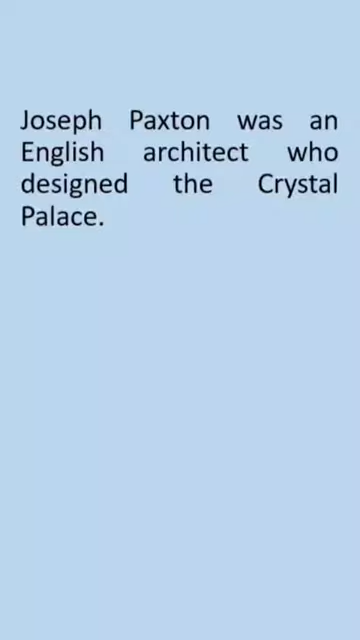 Joseph Paxton was an
English architect who
designed the Crystal
Palace.